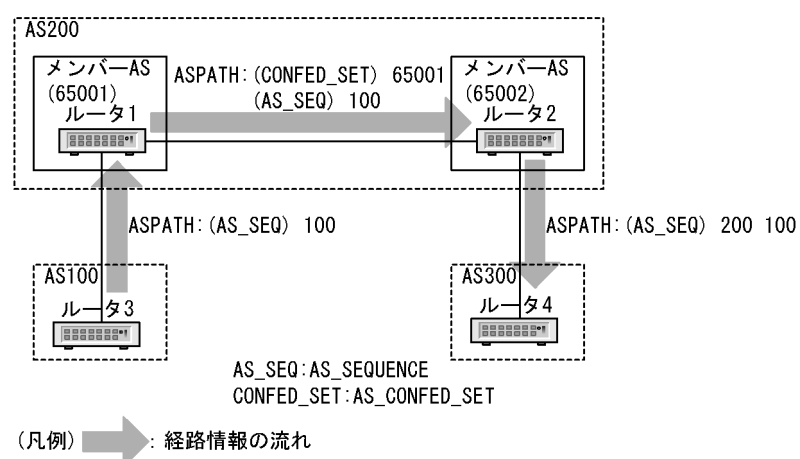 AS200
メンバーAS
(65001)
ルータ1
ASPATH:(CONFED_SET) 65001
(AS_SEQ) 100
メンバーAS
(65002)
ルータ2
ASPATH:(AS_SEQ) 100
ASPATH:(AS_SEQ) 200 100
AS100
ルータ3
AS300
ルータ4
AS_SEQ:AS_SEQUENCE
CONFED_SET:AS_CONFED_SET
(凡例) : 経路情報の流れ